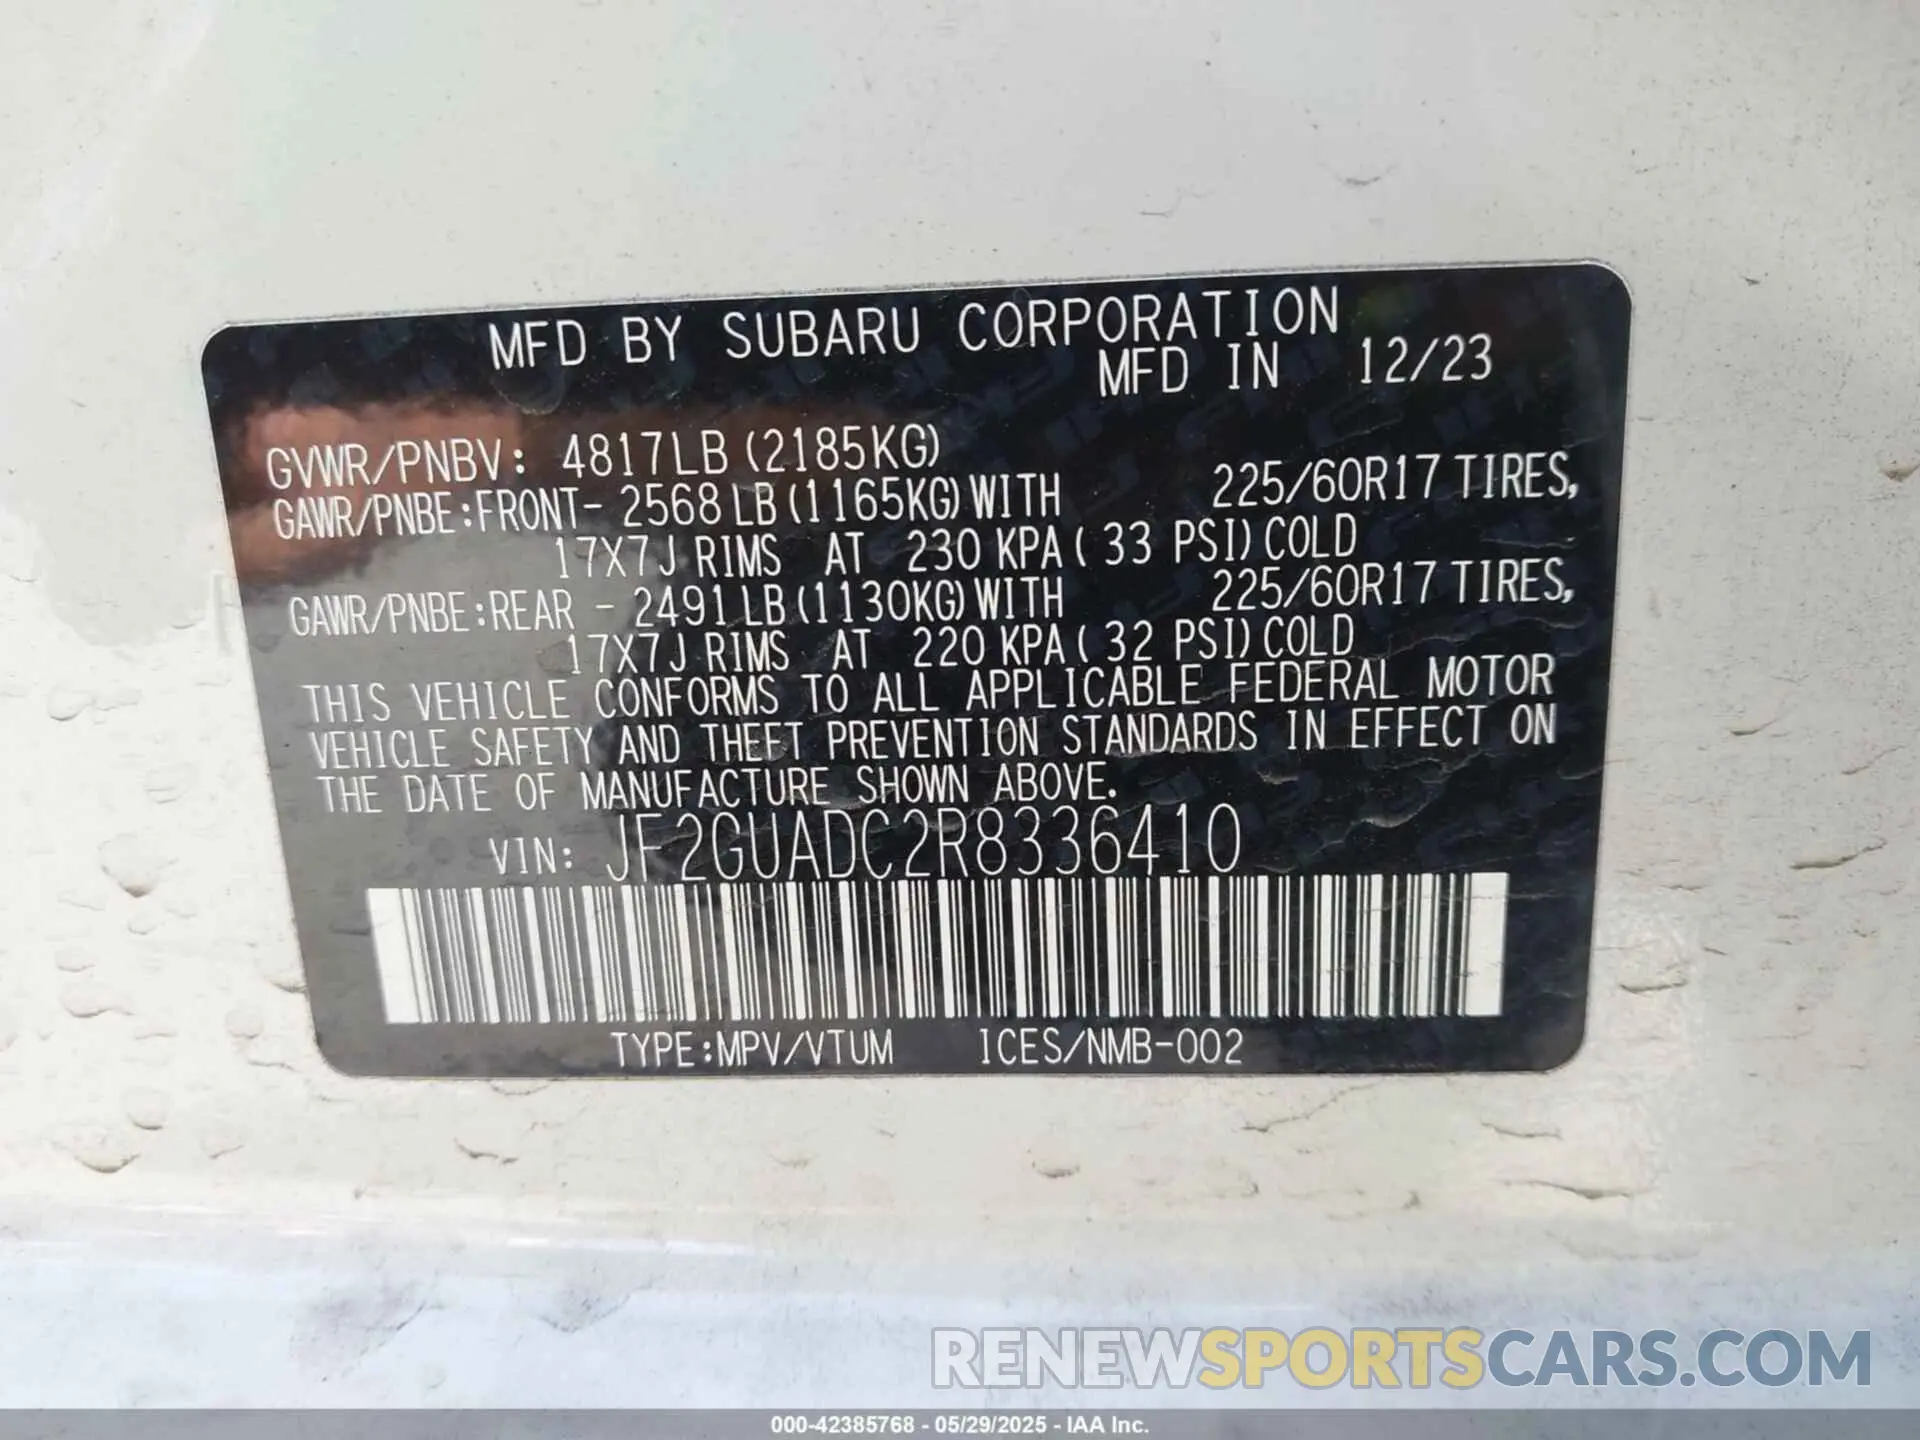 MFD BY SUBARU CORPORATION
MFD IN 12/23
GVWR/PNBV: 4817LB (2185KG)
GAWR/PNBE:FRONT- 2568 LB (1165KG) WITH 225/60R17 TIRES,
17X7J RIMS AT 230 KPA ( 33 PSI) COLD
GAWR/PNBE:REAR - 2491 LB (1130KG) WITH 225/60R17 TIRES,
17X7J RIMS AT 220 KPA ( 32 PSI) COLD
THIS VEHICLE CONFORMS TO ALL APPLICABLE FEDERAL MOTOR
VEHICLE SAFETY AND THEFT PREVENTION STANDARDS IN EFFECT ON
THE DATE OF MANUFACTURE SHOWN ABOVE.
VIN: JF2GUADC2R8336410
TYPE:MPV/VTUM ICES/NMB-002
RENEWSPORTSCARS.COM
000-42385768 - 05/29/2025 - IAA Inc.